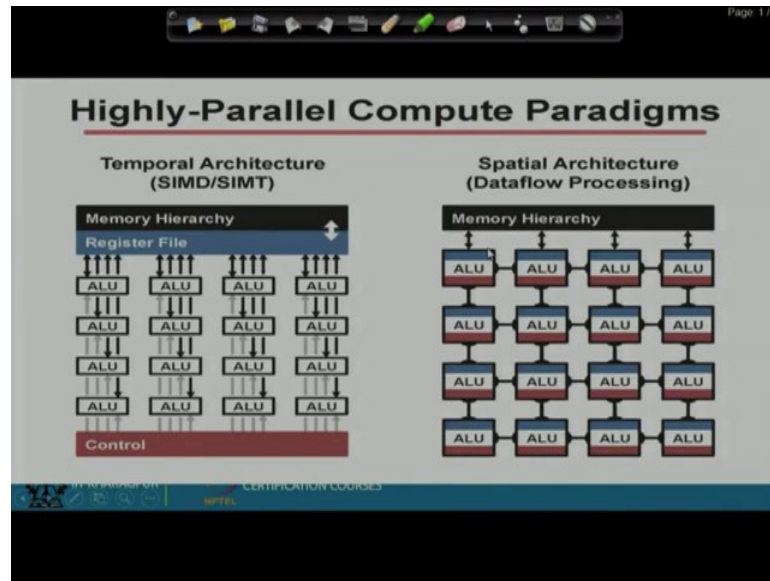 Page: 1/
Highly-Parallel Compute Paradigms
Temporal Architecture
(SIMD/SIMT)
Memory Hierarchy
Register File
ALU ALU ALU ALU
ALU ALU ALU ALU
ALU ALU ALU ALU
ALU ALU ALU ALU
Control
Spatial Architecture
(Dataflow Processing)
Memory Hierarchy
ALU ALU ALU ALU
ALU ALU ALU ALU
ALU ALU ALU ALU
ALU ALU ALU ALU
CERTIFICATION COURSES
NPTEL